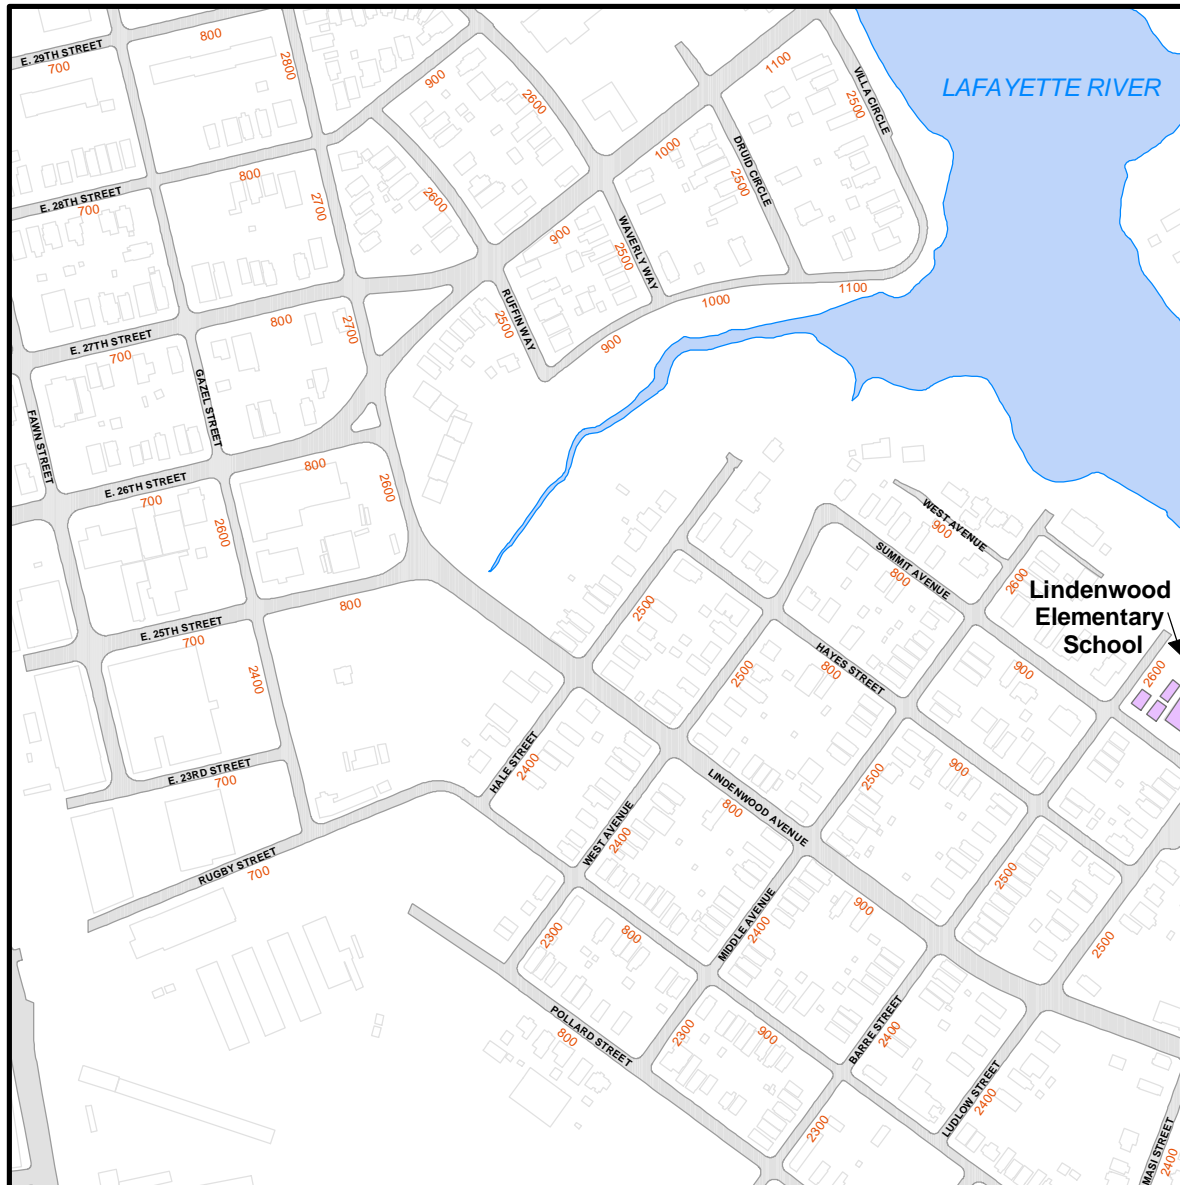 E. 29TH STREET
700
800
2800
900
2600
1100
VILLA CIRCLE
2500
LAFAYETTE RIVER
E. 28TH STREET
700
800
2700
2600
1000
DRUID CIRCLE
2500
900
WAVERLY WAY
2500
1000
1100
E. 27TH STREET
700
800
2700
RUFFIN WAY
2500
900
FAWN STREET
GAZEL STREET
E. 26TH STREET
700
800
2600
2600
WEST AVENUE
900
SUMMIT AVENUE
800
2600
Lindenwood
Elementary
School
E. 25TH STREET
700
800
2500
2400
HAYES STREET
800
2500
900
2600
E. 23RD STREET
700
HALE STREET
2400
LINDENWOOD AVENUE
800
2500
900
RUGBY STREET
700
WEST AVENUE
2400
2500
MIDDLE AVENUE
2400
900
2300
800
2500
POLLARD STREET
800
2300
900
BARRE STREET
2400
LUDLOW STREET
2400
2300
MASI STREET
2400